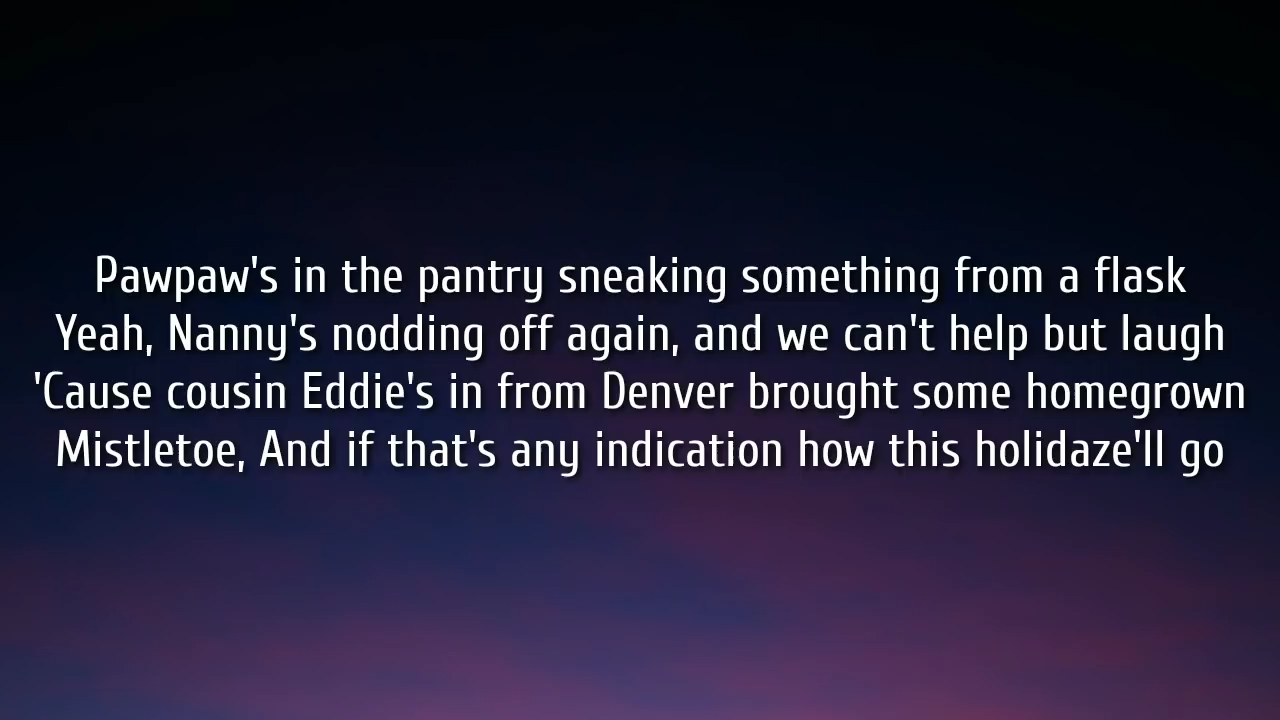 Pawpaw's in the pantry sneaking something from a flask
Yeah, Nanny's nodding off again, and we can't help but laugh
'Cause cousin Eddie's in from Denver brought some homegrown
Mistletoe, And if that's any indication how this holidaze'll go